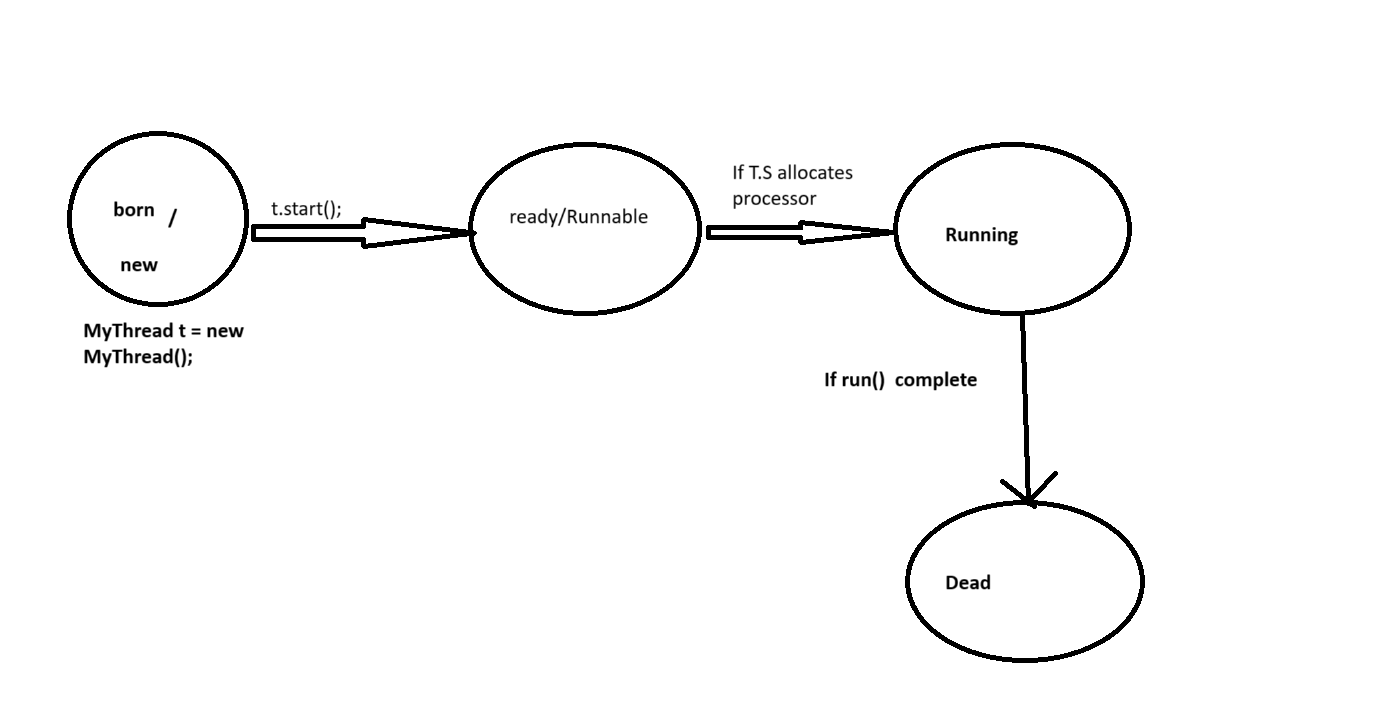 born /
new
MyThread t = new
MyThread();
t.start();
ready/Runnable
If T.S allocates
processor
Running
If run() complete
Dead